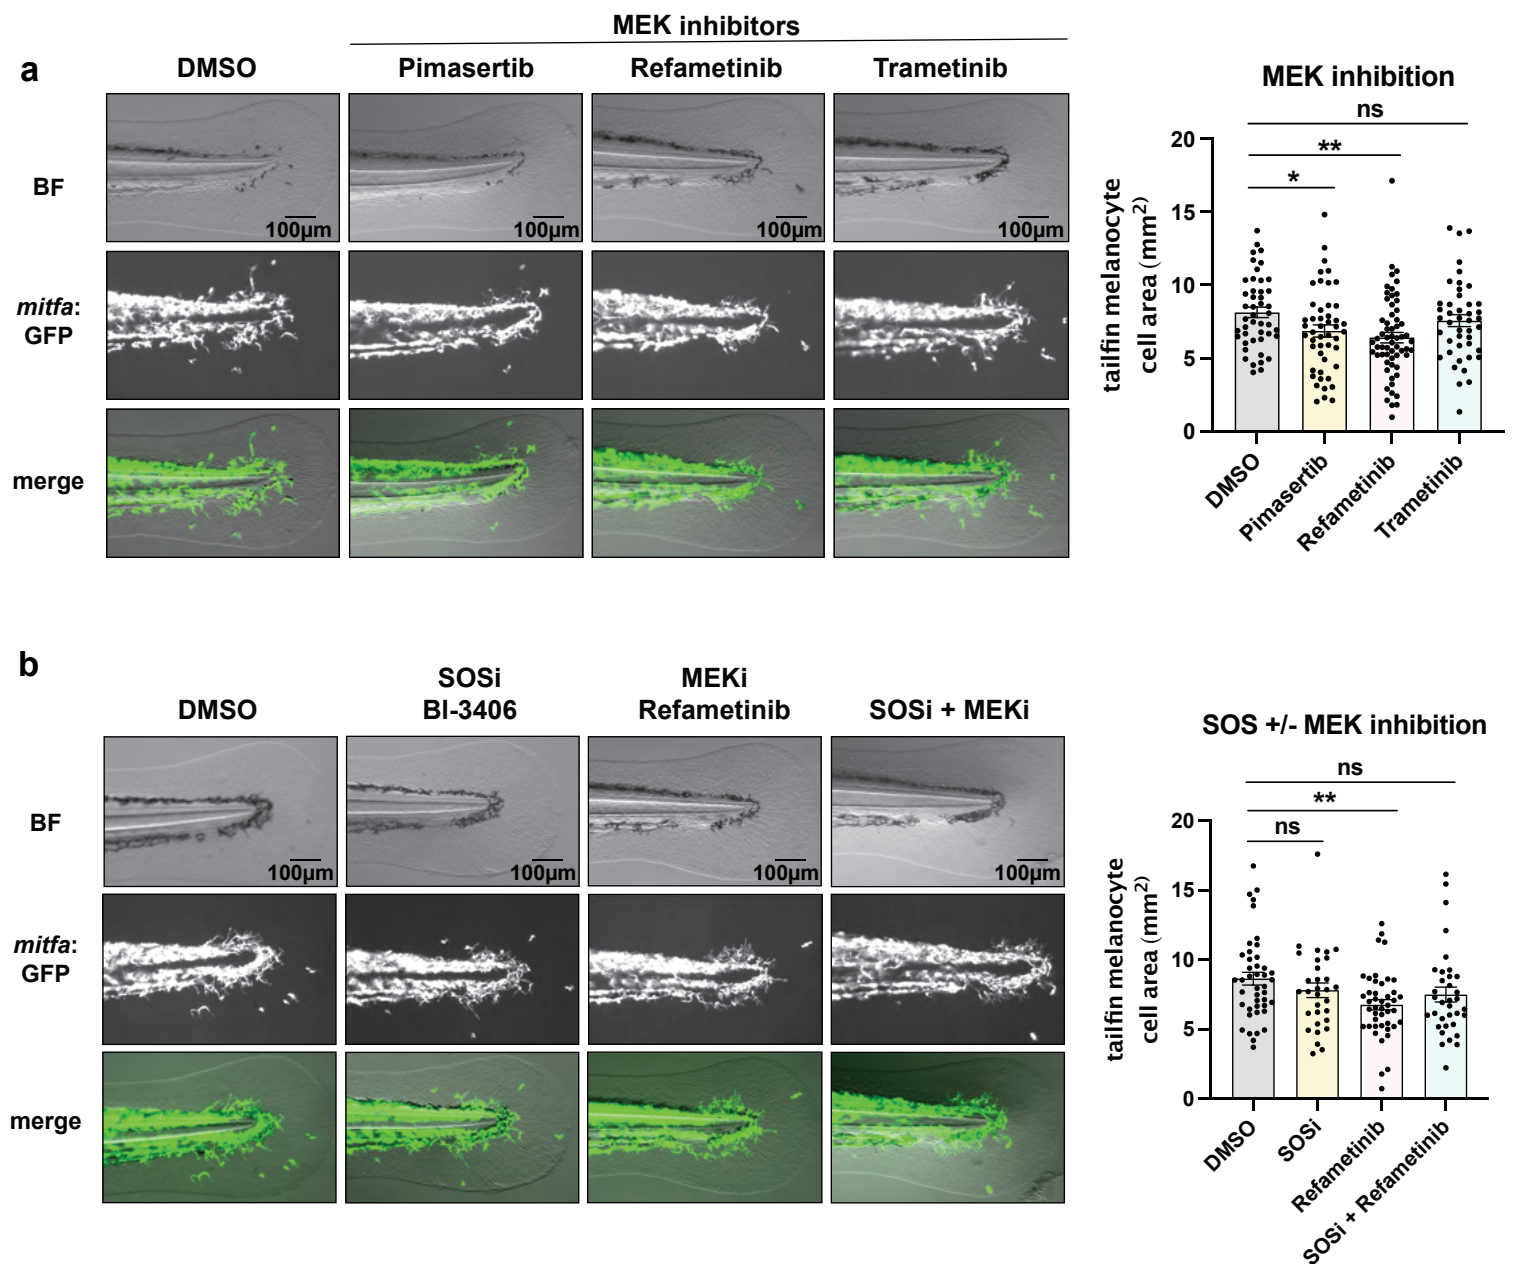 MEK inhibitors
a
DMSO
Pimasertib
Refametinib
Trametinib
BF
100µm
100µm
100µm
100µm
mitfa:
GFP
merge
MEK inhibition
ns
**
*
20
15
10
5
0
tailfin melanocyte
cell area (mm²)
DMSO
Pimasertib
Refametinib
Trametinib
b
DMSO
SOSi
BI-3406
MEKi
Refametinib
SOSi + MEKi
BF
100µm
100µm
100µm
100µm
mitfa:
GFP
merge
SOS +/- MEK inhibition
ns
**
ns
20
15
10
5
0
tailfin melanocyte
cell area (mm²)
DMSO
SOSi
Refametinib
SOSi + Refametinib